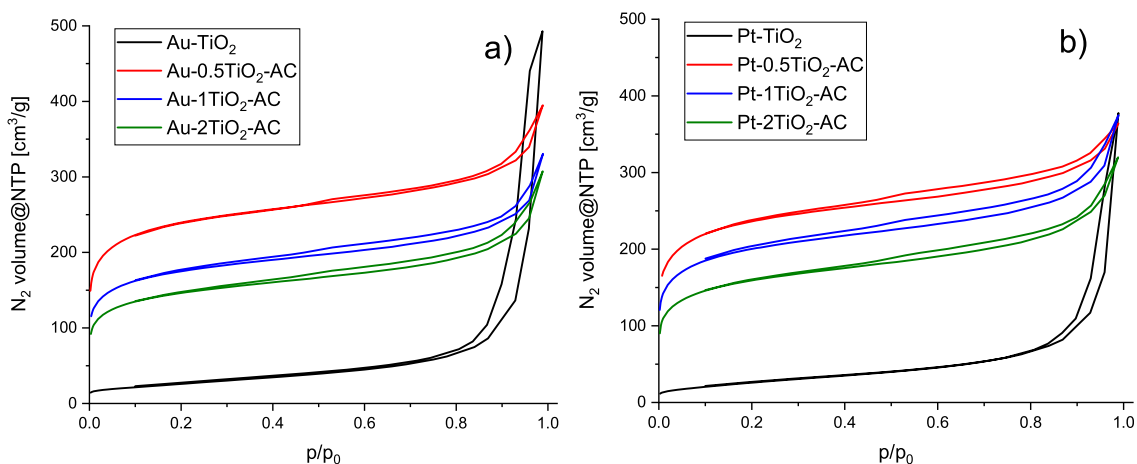 a)
Au-TiO₂
Au-0.5TiO₂-AC
Au-1TiO₂-AC
Au-2TiO₂-AC
N₂ volume@NTP [cm³/g]
500
400
300
200
100
0
0.0 0.2 0.4 0.6 0.8 1.0
p/p₀
b)
Pt-TiO₂
Pt-0.5TiO₂-AC
Pt-1TiO₂-AC
Pt-2TiO₂-AC
N₂ volume@NTP [cm³/g]
500
400
300
200
100
0
0.0 0.2 0.4 0.6 0.8 1.0
p/p₀